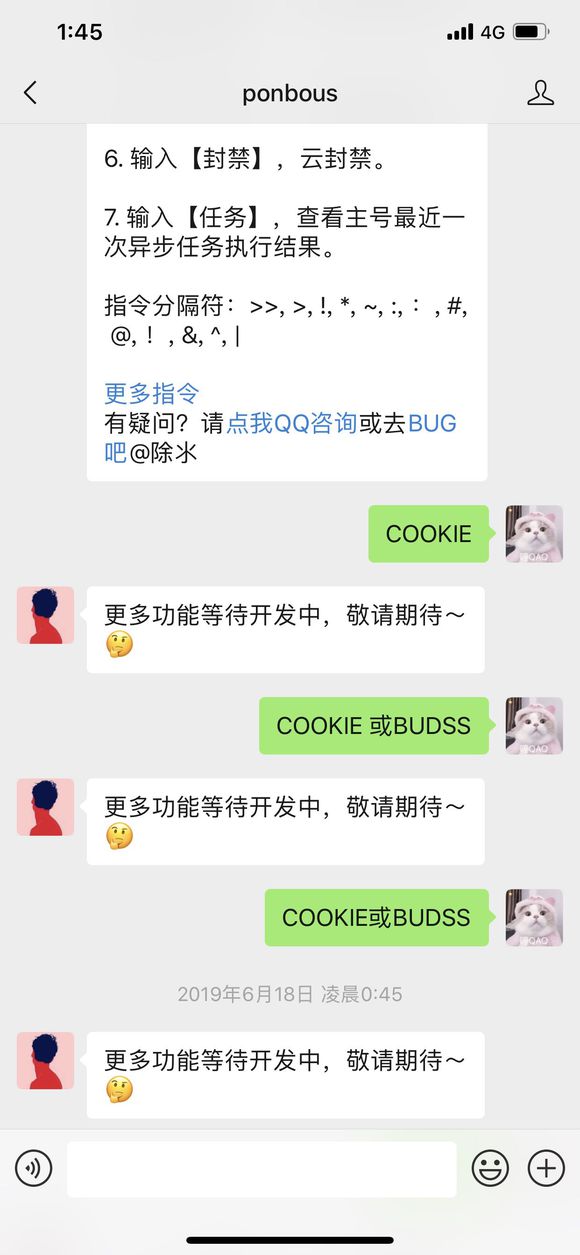 1:45
4G
ponbous
6. 输入【封禁】，云封禁。
7. 输入【任务】，查看主号最近一
次异步任务执行结果。
指令分隔符：>>, >, !, *, ~, :, ：, #,
@, ！, &, ^, |
更多指令
有疑问？请点我QQ咨询或去BUG
吧@除氺
COOKIE
更多功能等待开发中，敬请期待～
🤔
COOKIE 或BUDSS
更多功能等待开发中，敬请期待～
🤔
COOKIE或BUDSS
2019年6月18日 凌晨0:45
更多功能等待开发中，敬请期待～
🤔